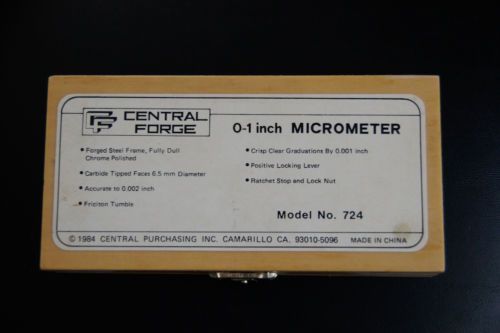 CENTRAL
FORGE
0-1 inch MICROMETER
• Forged Steel Frame, Fully Dull
Chrome Polished
• Carbide Tipped Faces 6.5 mm Diameter
• Accurate to 0.002 inch
• Friciton Tumble
• Crisp Clear Graduations By 0.001 inch
• Positive Locking Lever
• Ratchet Stop and Lock Nut
Model No. 724
© 1984 CENTRAL PURCHASING INC. CAMARILLO CA. 93010-5096 MADE IN CHINA